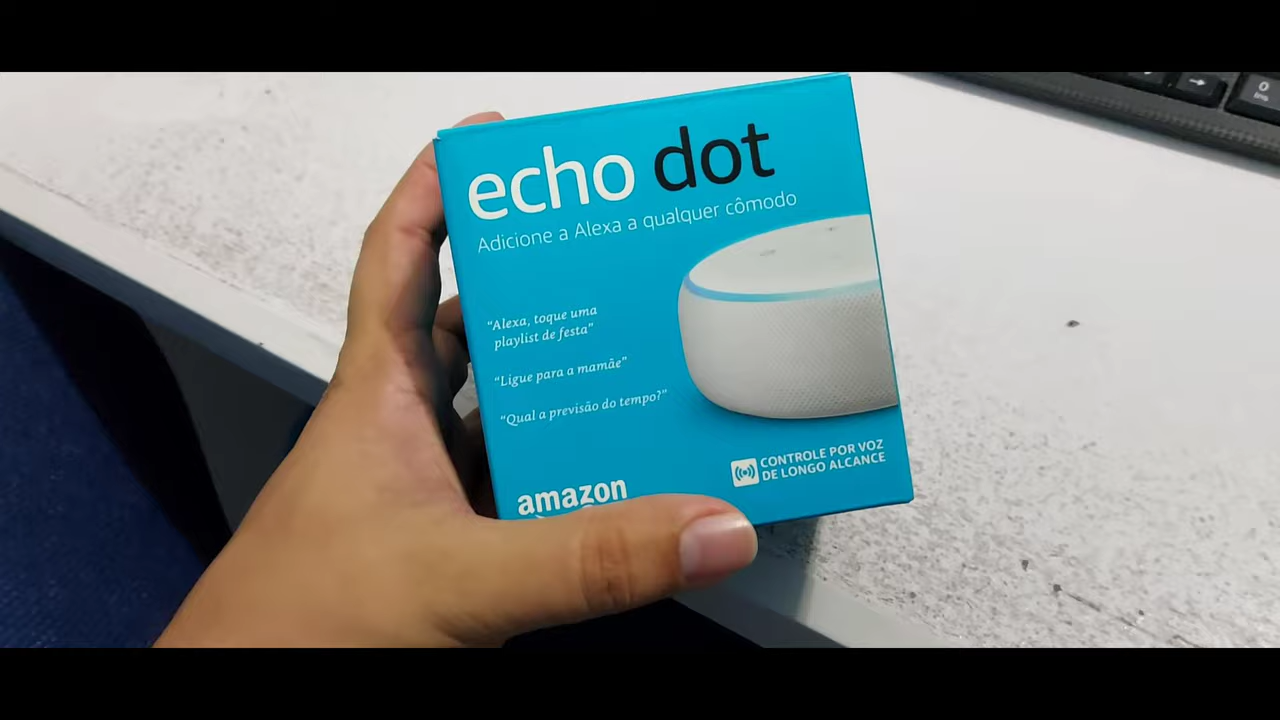 echo dot
Adicione a Alexa a qualquer cômodo
“Alexa, toque uma
playlist de festa”
“Ligue para a mamãe”
“Qual a previsão do tempo?”
CONTROLE POR VOZ
DE LONGO ALCANCE
amazon